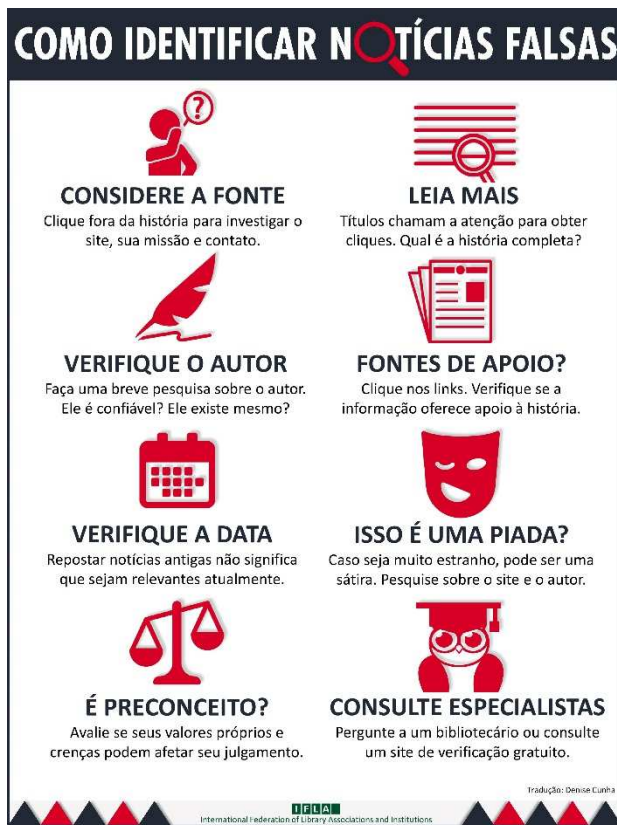 COMO IDENTIFICAR NOTÍCIAS FALSAS
?
CONSIDERE A FONTE
Clique fora da história para investigar o
site, sua missão e contato.
LEIA MAIS
Títulos chamam a atenção para obter
cliques. Qual é a história completa?
VERIFIQUE O AUTOR
Faça uma breve pesquisa sobre o autor.
Ele é confiável? Ele existe mesmo?
FONTES DE APOIO?
Clique nos links. Verifique se a
informação oferece apoio à história.
VERIFIQUE A DATA
Repostar notícias antigas não significa
que sejam relevantes atualmente.
ISSO É UMA PIADA?
Caso seja muito estranho, pode ser uma
sátira. Pesquise sobre o site e o autor.
É PRECONCEITO?
Avalie se seus valores próprios e
crenças podem afetar seu julgamento.
CONSULTE ESPECIALISTAS
Pergunte a um bibliotecário ou consulte
um site de verificação gratuito.
Tradução: Denise Cunha
IFLA
International Federation of Library Associations and Institutions